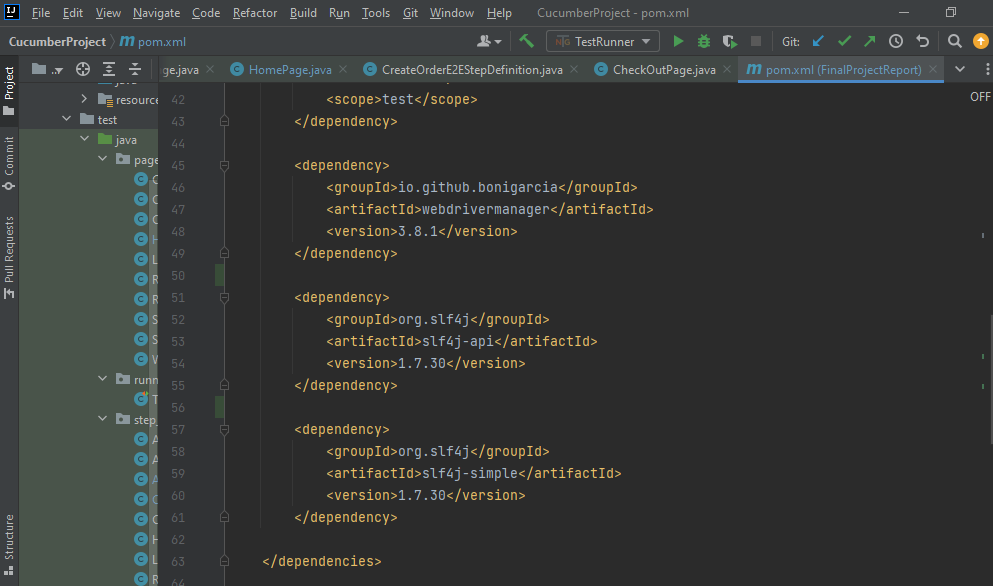 IJ File Edit View Navigate Code Refactor Build Run Tools Git Window Help CucumberProject - pom.xml
CucumberProject m pom.xml TestRunner Git:
Project
ge.java HomePage.java CreateOrderE2EStepDefinition.java CheckOutPage.java pom.xml (FinalProjectReport)
OFF
resource
test
java
page
runn
step_
Commit
Pull Requests
Structure
42 <scope>test</scope>
43 </dependency>
44
45 <dependency>
46 <groupId>io.github.bonigarcia</groupId>
47 <artifactId>webdrivermanager</artifactId>
48 <version>3.8.1</version>
49 </dependency>
50
51 <dependency>
52 <groupId>org.slf4j</groupId>
53 <artifactId>slf4j-api</artifactId>
54 <version>1.7.30</version>
55 </dependency>
56
57 <dependency>
58 <groupId>org.slf4j</groupId>
59 <artifactId>slf4j-simple</artifactId>
60 <version>1.7.30</version>
61 </dependency>
62
63 </dependencies>
64